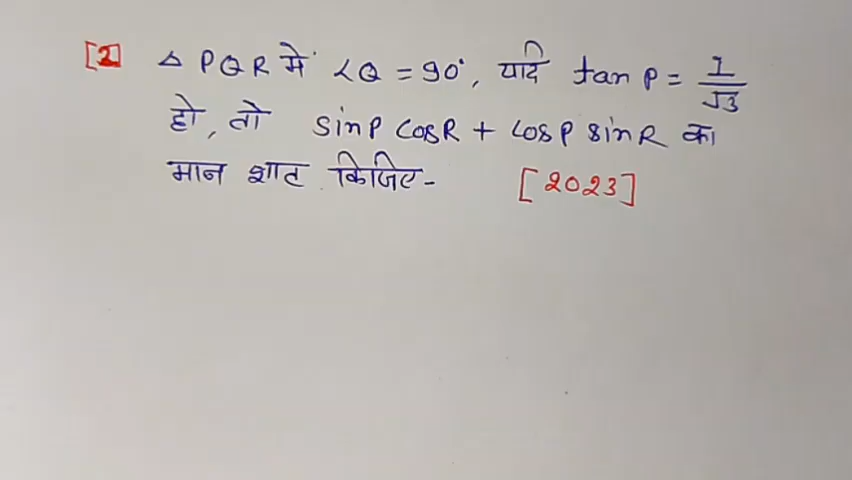 [2] △ PQR में ∠Q = 90°, यदि tan P = 1/√3
हो, तो sinP cosR + cosP sinR का
मान ज्ञात किजिए - [2023]